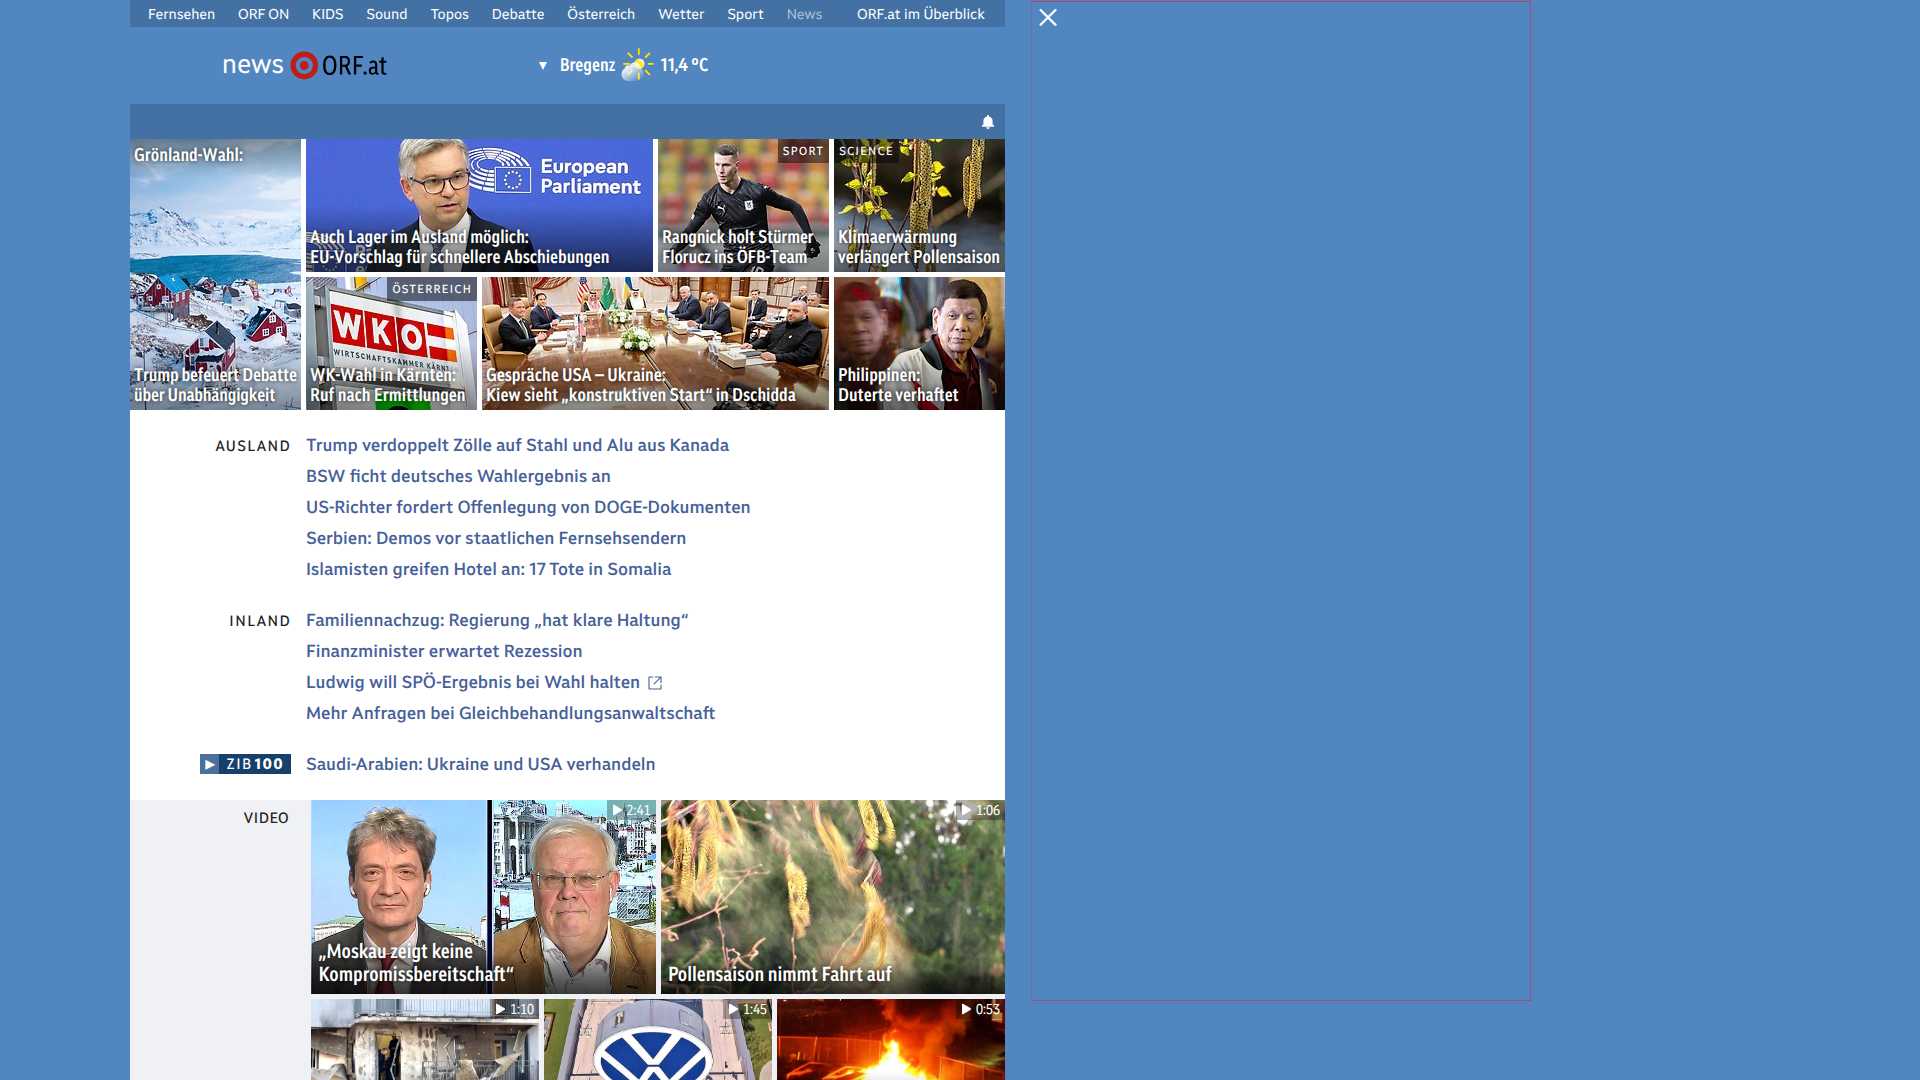 Fernsehen ORF ON KIDS Sound Topos Debatte Österreich Wetter Sport News ORF.at im Überblick
news ORF.at
Bregenz 11,4 °C
Grönland-Wahl:
Trump befeuert Debatte
über Unabhängigkeit
European
Parliament
Auch Lager im Ausland möglich:
EU-Vorschlag für schnellere Abschiebungen
SPORT
Rangnick holt Stürmer
Florucz ins ÖFB-Team
SCIENCE
Klimaerwärmung
verlängert Pollensaison
ÖSTERREICH
WKO
WIRTSCHAFTSKAMMER KÄRNT
WK-Wahl in Kärnten:
Ruf nach Ermittlungen
Gespräche USA – Ukraine:
Kiew sieht „konstruktiven Start“ in Dschidda
Philippinen:
Duterte verhaftet
AUSLAND
Trump verdoppelt Zölle auf Stahl und Alu aus Kanada
BSW ficht deutsches Wahlergebnis an
US-Richter fordert Offenlegung von DOGE-Dokumenten
Serbien: Demos vor staatlichen Fernsehsendern
Islamisten greifen Hotel an: 17 Tote in Somalia
INLAND
Familiennachzug: Regierung „hat klare Haltung“
Finanzminister erwartet Rezession
Ludwig will SPÖ-Ergebnis bei Wahl halten
Mehr Anfragen bei Gleichbehandlungsanwaltschaft
ZIB100
Saudi-Arabien: Ukraine und USA verhandeln
VIDEO
2:41
„Moskau zeigt keine
Kompromissbereitschaft“
1:06
Pollensaison nimmt Fahrt auf
1:10
1:45
0:53